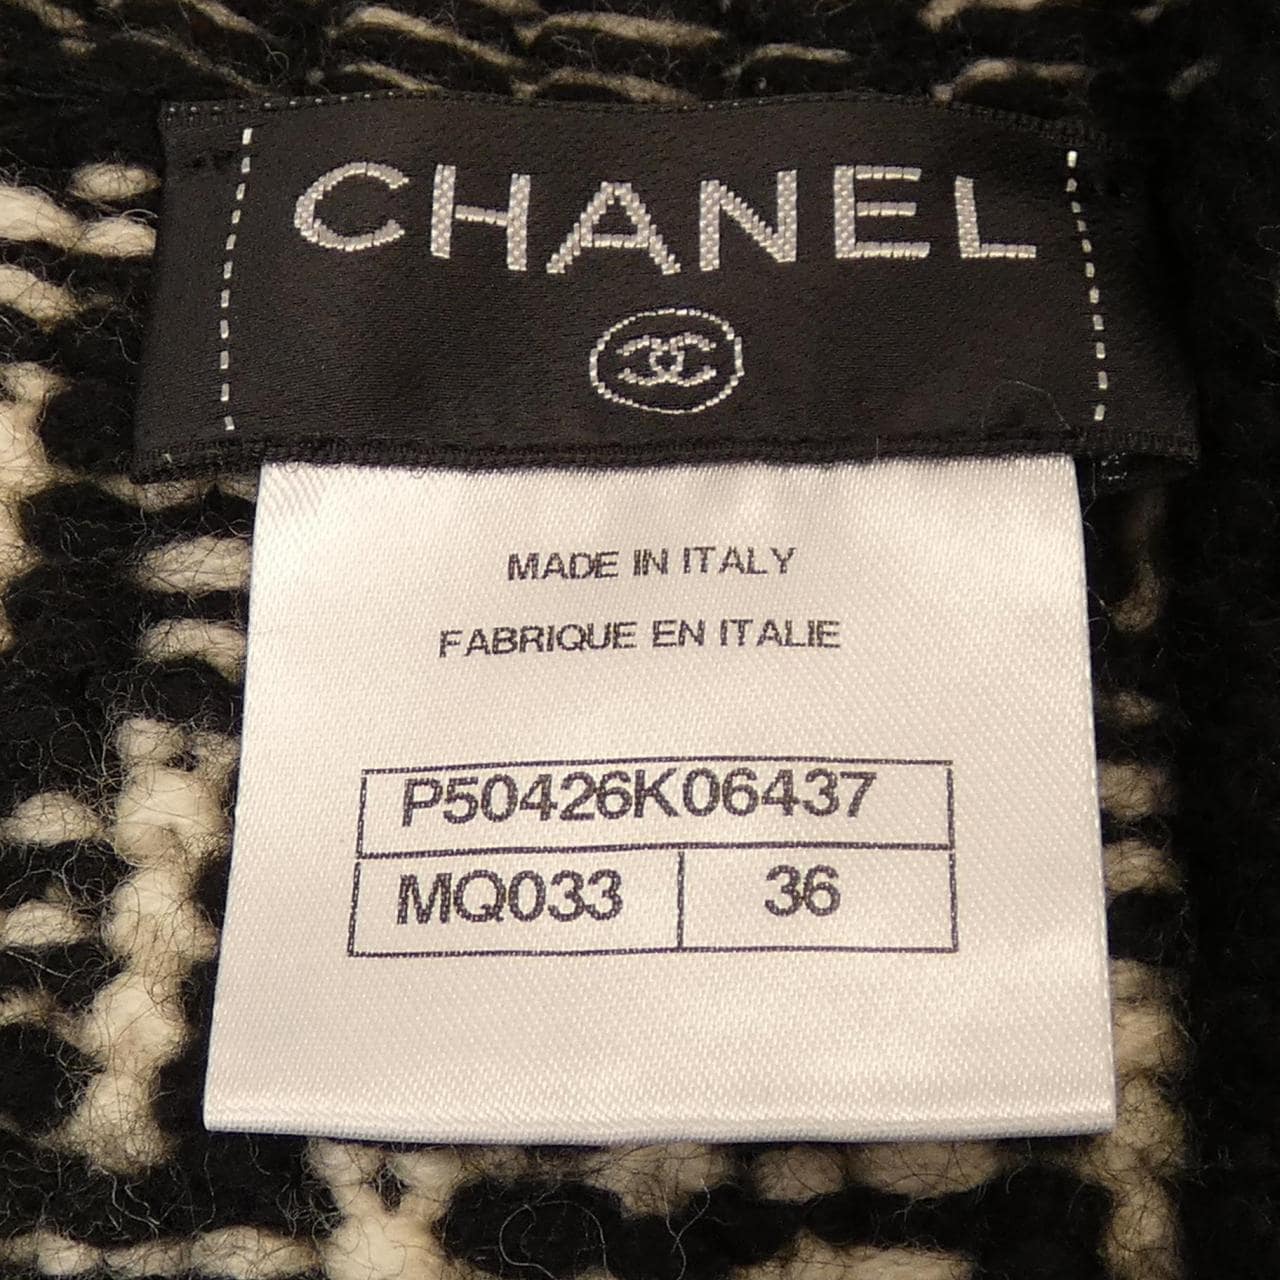 CHANEL
MADE IN ITALY
FABRIQUE EN ITALIE
P50426K06437
MQ033 36